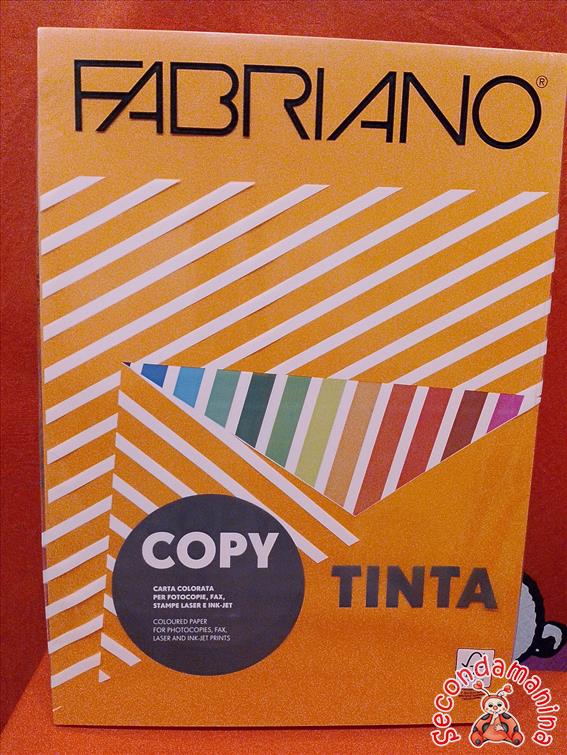 FABRIANO®
COPY
CARTA COLORATA
PER FOTOCOPIE, FAX,
STAMPE LASER E INK-JET
COLOURED PAPER
FOR PHOTOCOPIES, FAX,
LASER AND INK-JET PRINTS
TINTA
secondamanina